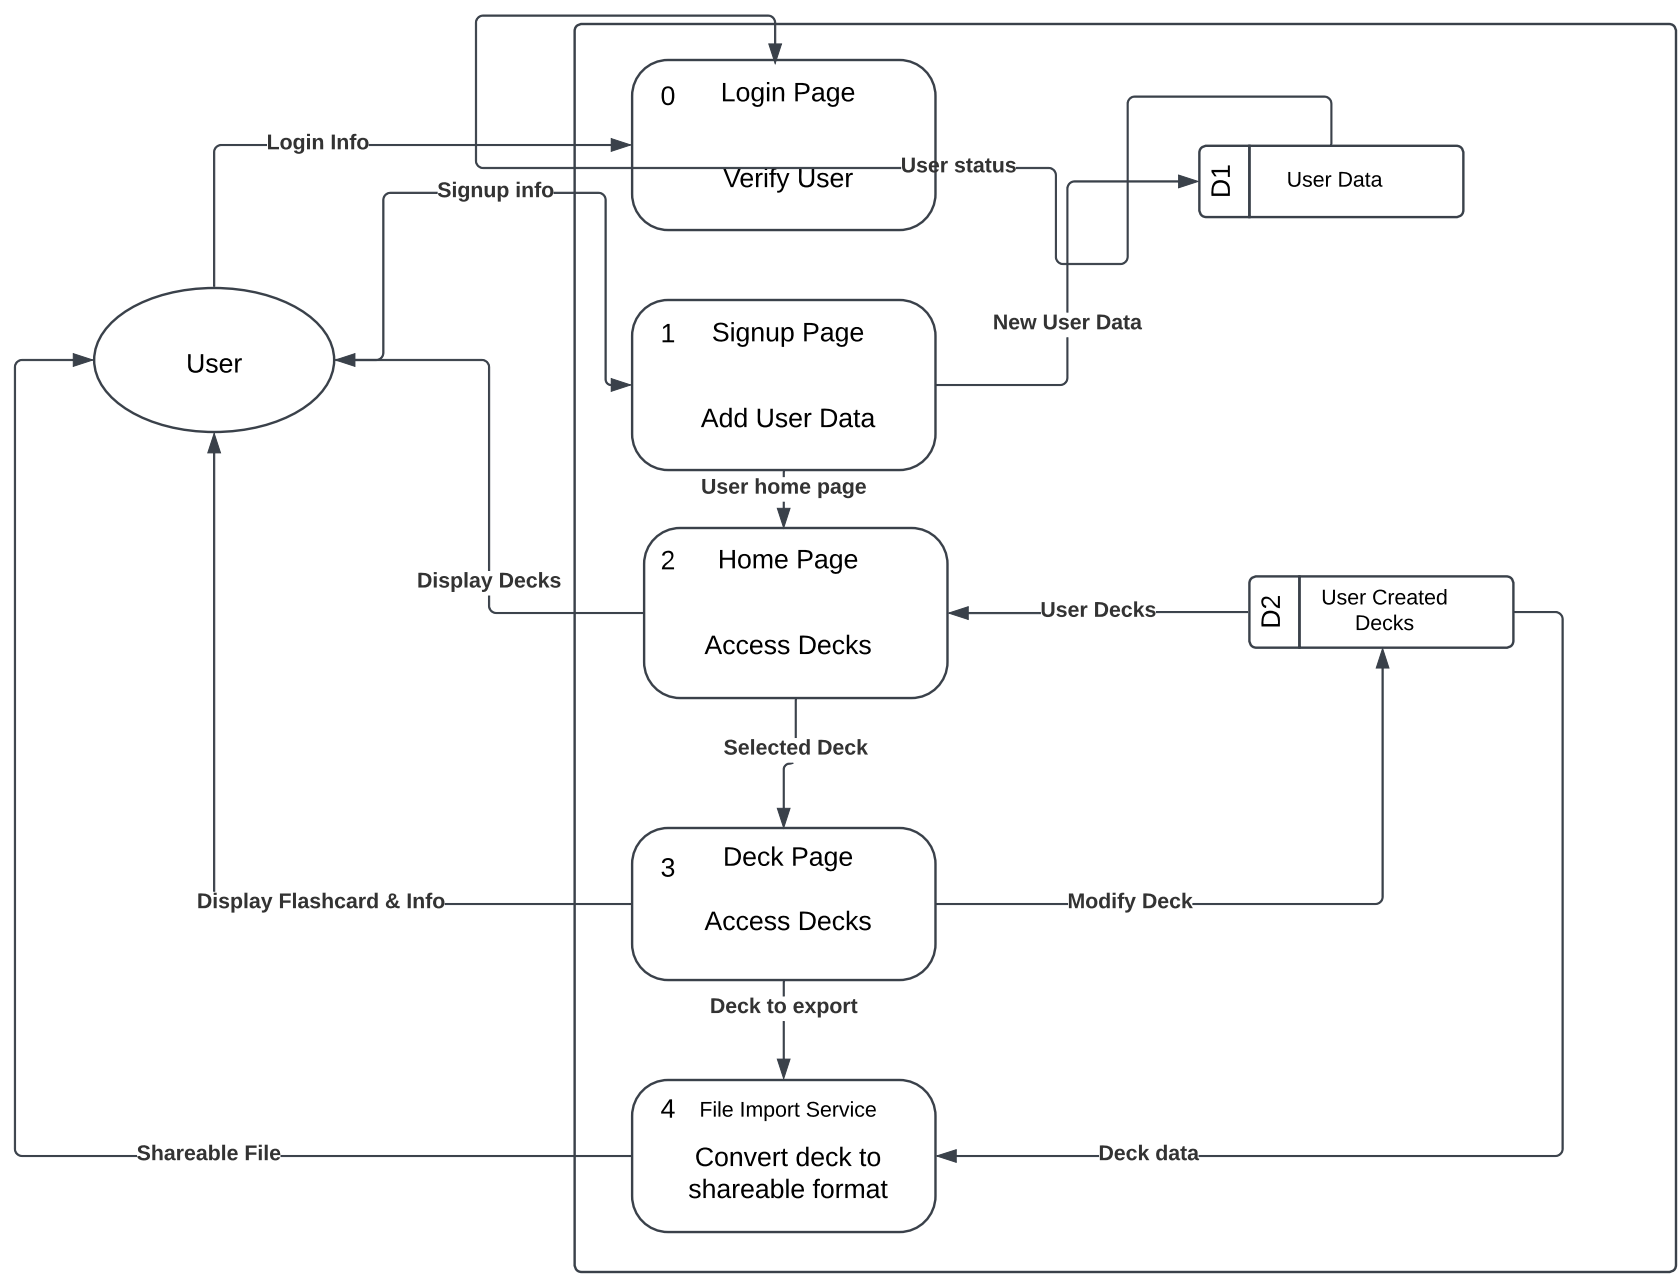 0
Login Page
Verify User
Login Info
User status
Signup info
D1
User Data
User
1
Signup Page
Add User Data
New User Data
User home page
2
Home Page
Access Decks
Display Decks
User Decks
D2
User Created
Decks
Selected Deck
3
Deck Page
Access Decks
Display Flashcard & Info
Modify Deck
Deck to export
4
File Import Service
Convert deck to
shareable format
Shareable File
Deck data